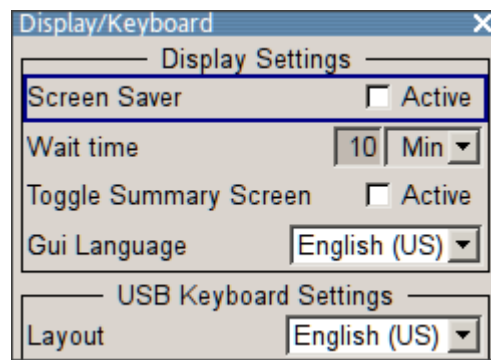 Display/Keyboard
Display Settings
Screen Saver Active
Wait time 10 Min
Toggle Summary Screen Active
Gui Language English (US)
USB Keyboard Settings
Layout English (US)